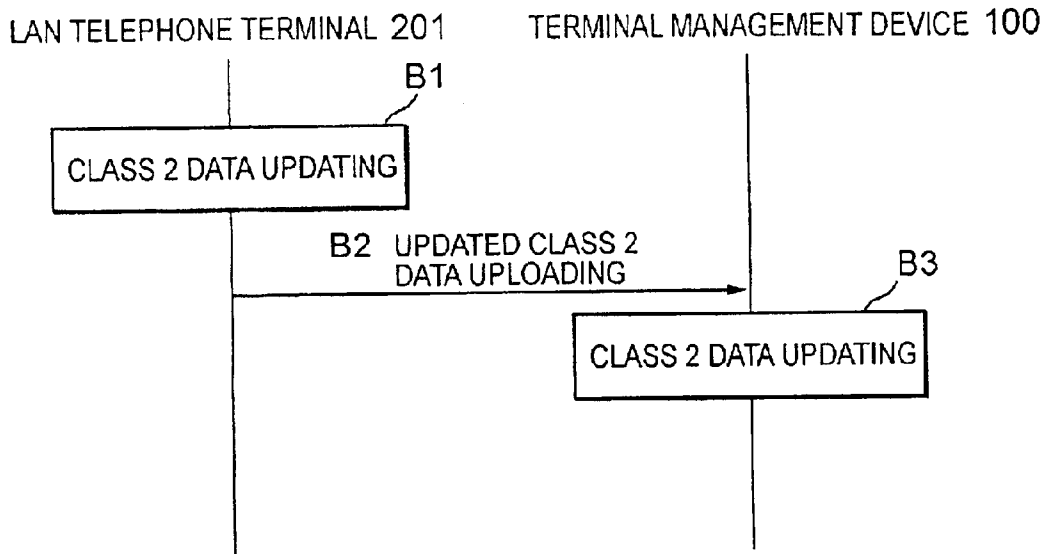 LAN TELEPHONE TERMINAL 201
TERMINAL MANAGEMENT DEVICE 100
B1
CLASS 2 DATA UPDATING
B2 UPDATED CLASS 2
DATA UPLOADING
B3
CLASS 2 DATA UPDATING